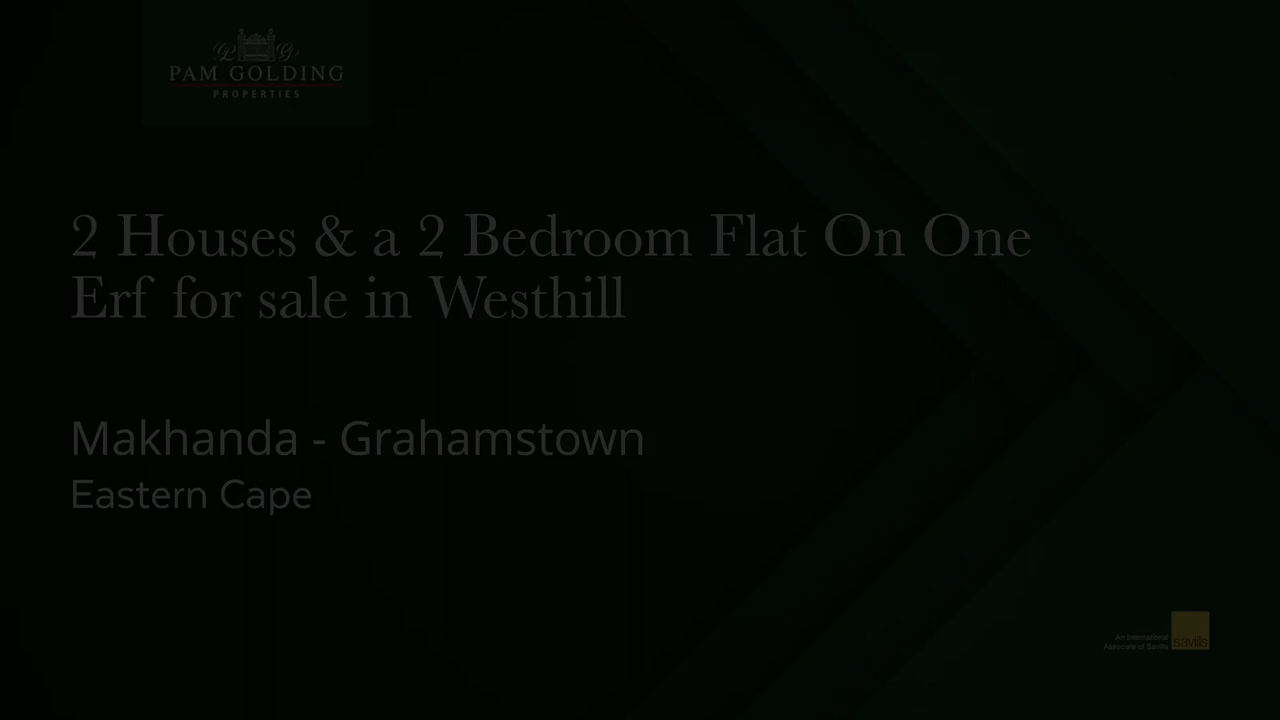 PAM GOLDING
PROPERTIES
2 Houses & a 2 Bedroom Flat On One
Erf for sale in Westhill
Makhanda - Grahamstown
Eastern Cape
An International
Associate of Savills
savills